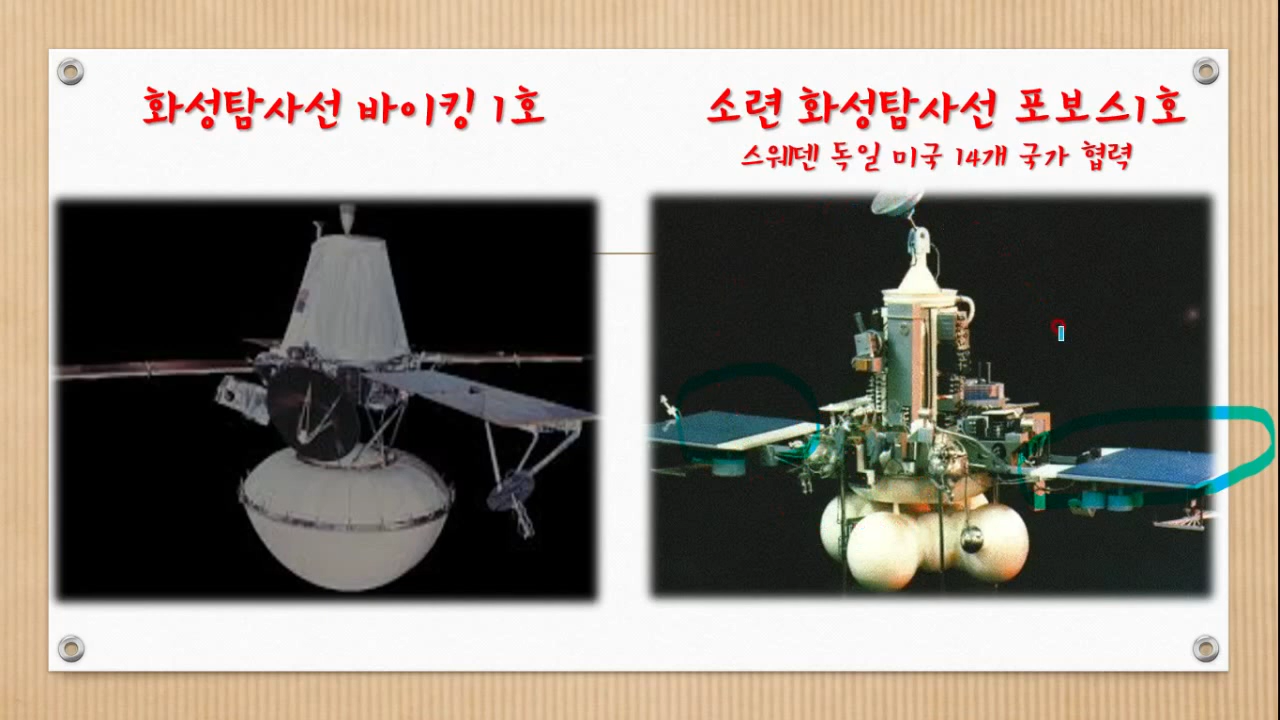 화성탐사선 바이킹 1호
소련 화성탐사선 포보스1호
스웨덴 독일 미국 14개 국가 협력